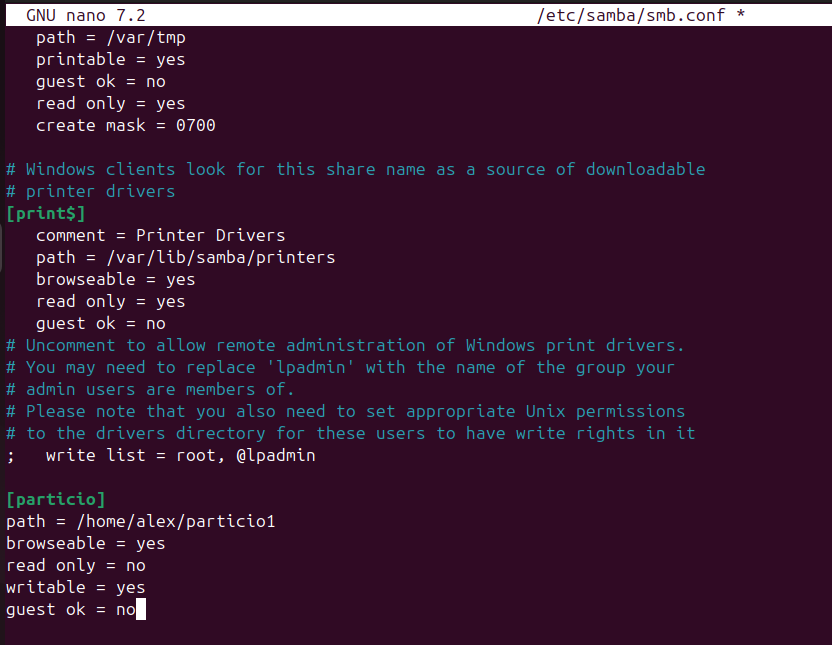 GNU nano 7.2 /etc/samba/smb.conf *
path = /var/tmp
printable = yes
guest ok = no
read only = yes
create mask = 0700
# Windows clients look for this share name as a source of downloadable
# printer drivers
[print$]
comment = Printer Drivers
path = /var/lib/samba/printers
browseable = yes
read only = yes
guest ok = no
# Uncomment to allow remote administration of Windows print drivers.
# You may need to replace 'lpadmin' with the name of the group your
# admin users are members of.
# Please note that you also need to set appropriate Unix permissions
# to the drivers directory for these users to have write rights in it
;   write list = root, @lpadmin
[particio]
path = /home/alex/particio1
browseable = yes
read only = no
writable = yes
guest ok = no